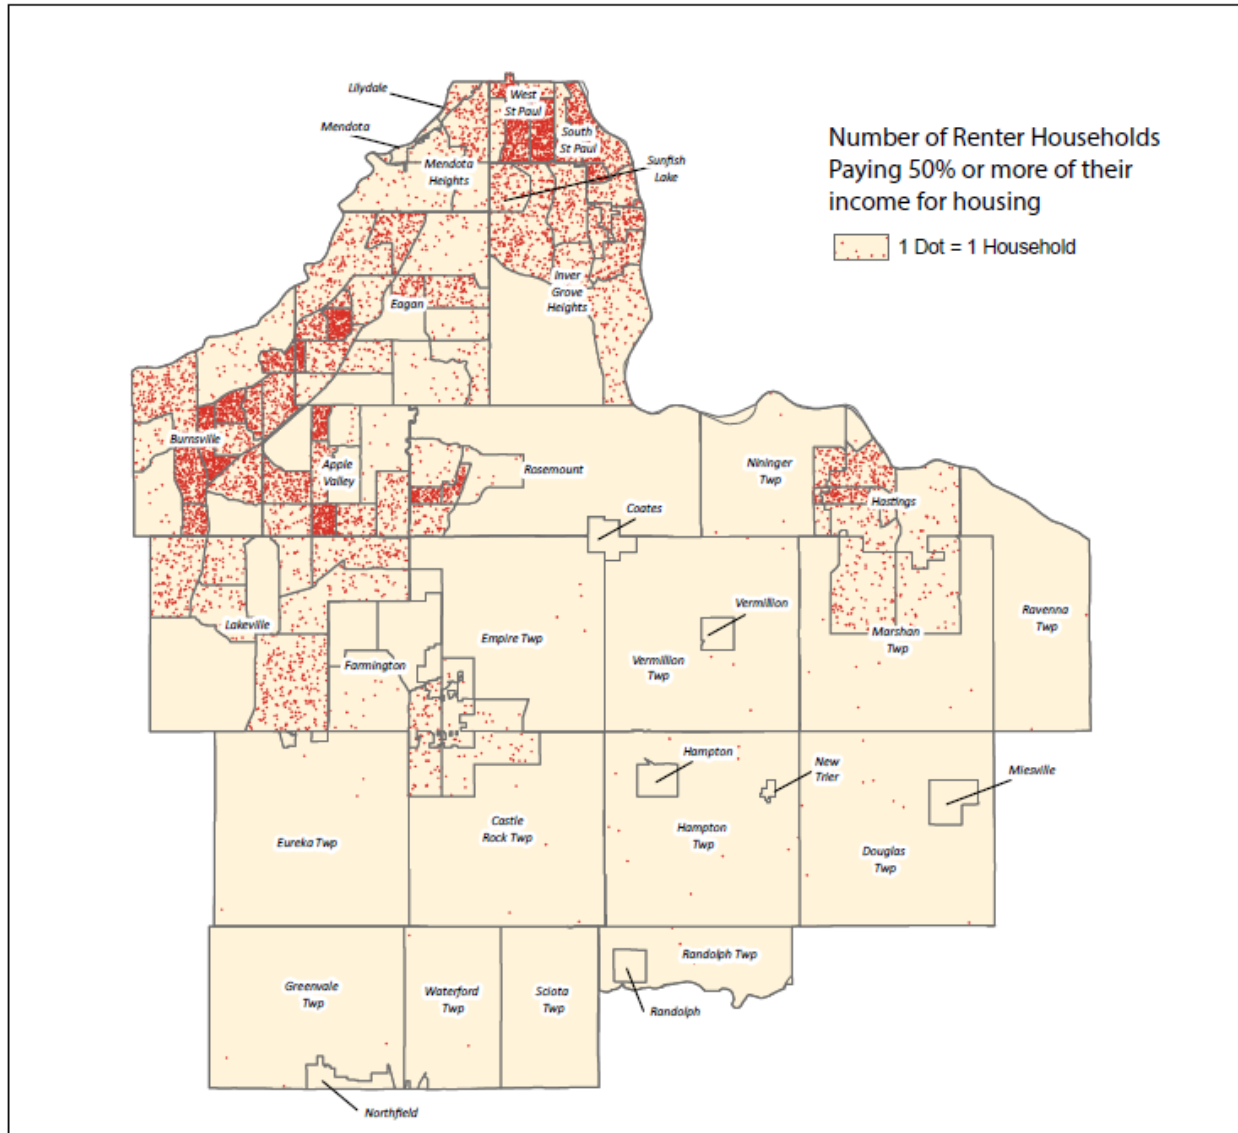 Lilydale
West
St Paul
Mendota
South
St Paul
Number of Renter Households
Paying 50% or more of their
income for housing
1 Dot = 1 Household
Mendota
Heights
Sunfish
Lake
Eagan
Inver
Grove
Heights
Burnsville
Apple
Valley
Rosemount
Nininger
Twp
Hastings
Coates
Lakeville
Farmington
Empire Twp
Vermillion
Vermillion
Twp
Marshan
Twp
Ravenna
Twp
Hampton
New
Trier
Miesville
Eureka Twp
Castle
Rock Twp
Hampton
Twp
Douglas
Twp
Greenvale
Twp
Waterford
Twp
Sciota
Twp
Randolph Twp
Randolph
Northfield